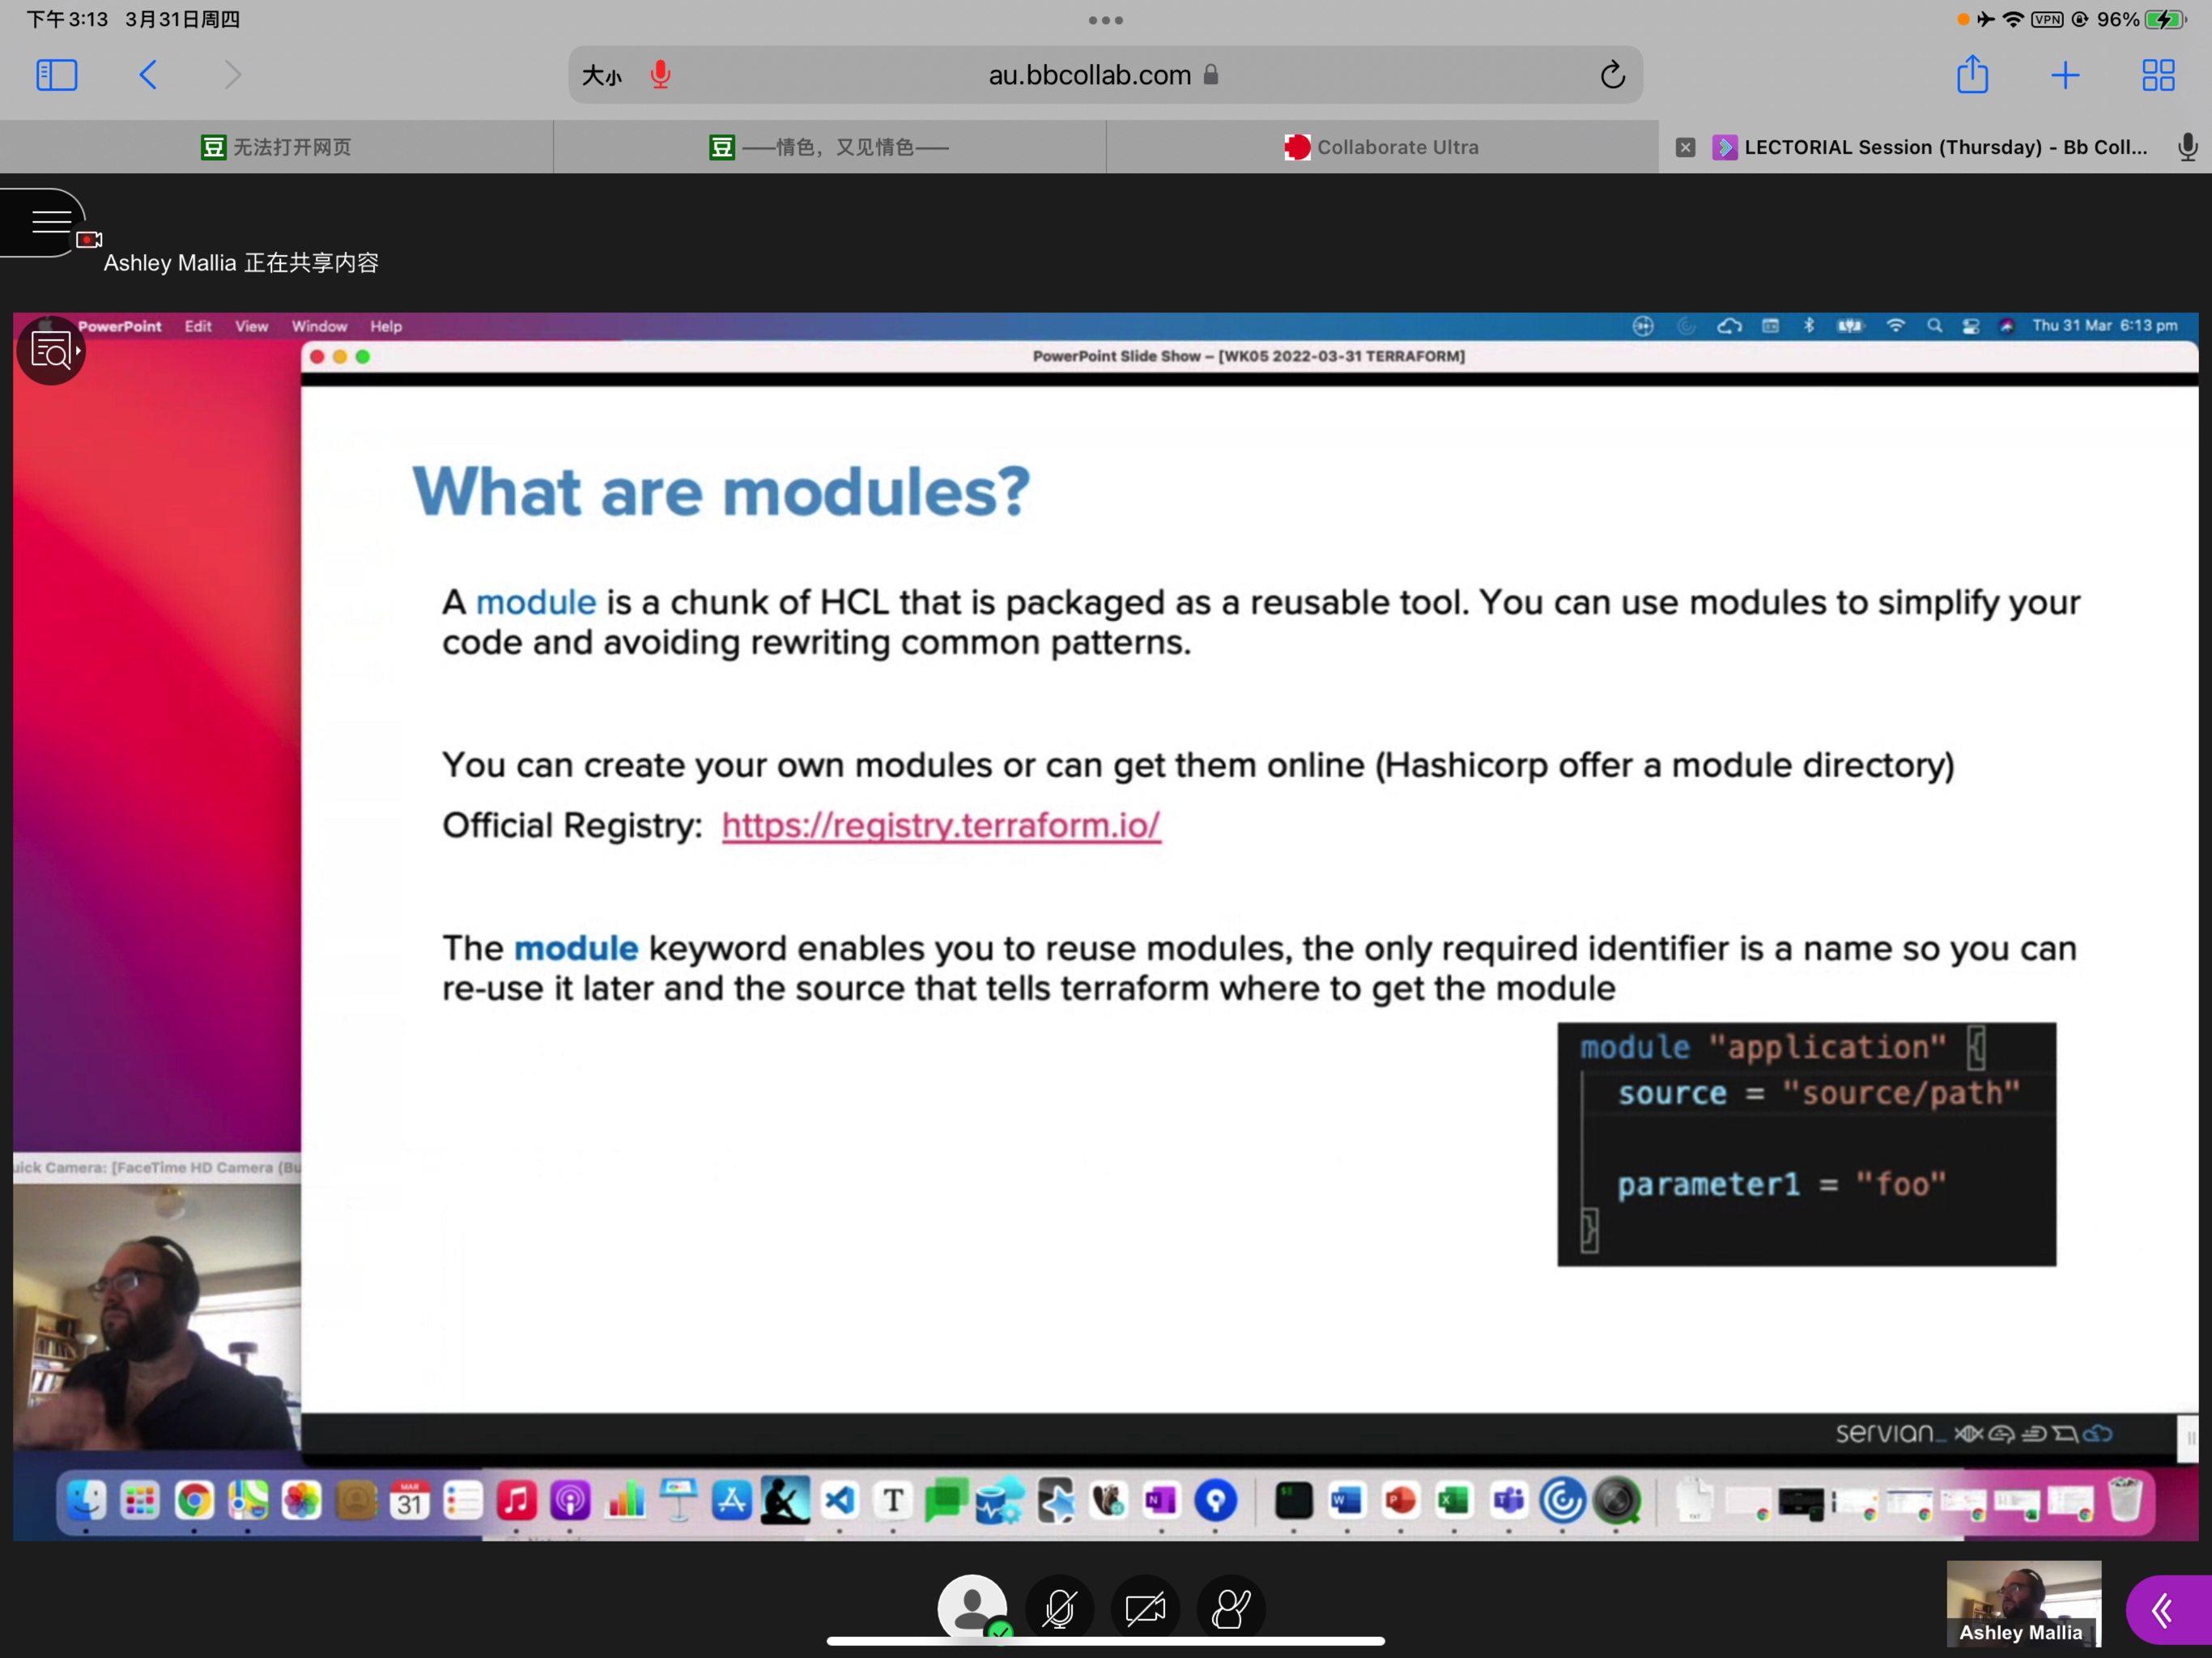 下午3:13 3月31日周四
VPN 96%
大小 au.bbcollab.com
无法打开网页
——情色，又见情色——
Collaborate Ultra
LECTORIAL Session (Thursday) - Bb Coll...
Ashley Mallia 正在共享内容
PowerPoint Edit View Window Help
Thu 31 Mar 6:13 pm
PowerPoint Slide Show – [WK05 2022-03-31 TERRAFORM]
What are modules?
A module is a chunk of HCL that is packaged as a reusable tool. You can use modules to simplify your
code and avoiding rewriting common patterns.
You can create your own modules or can get them online (Hashicorp offer a module directory)
Official Registry: https://registry.terraform.io/
The module keyword enables you to reuse modules, the only required identifier is a name so you can
re-use it later and the source that tells terraform where to get the module
module "application" {
source = "source/path"
parameter1 = "foo"
}
uick Camera: [FaceTime HD Camera (Bu
servian_
MAR
31
Ashley Mallia